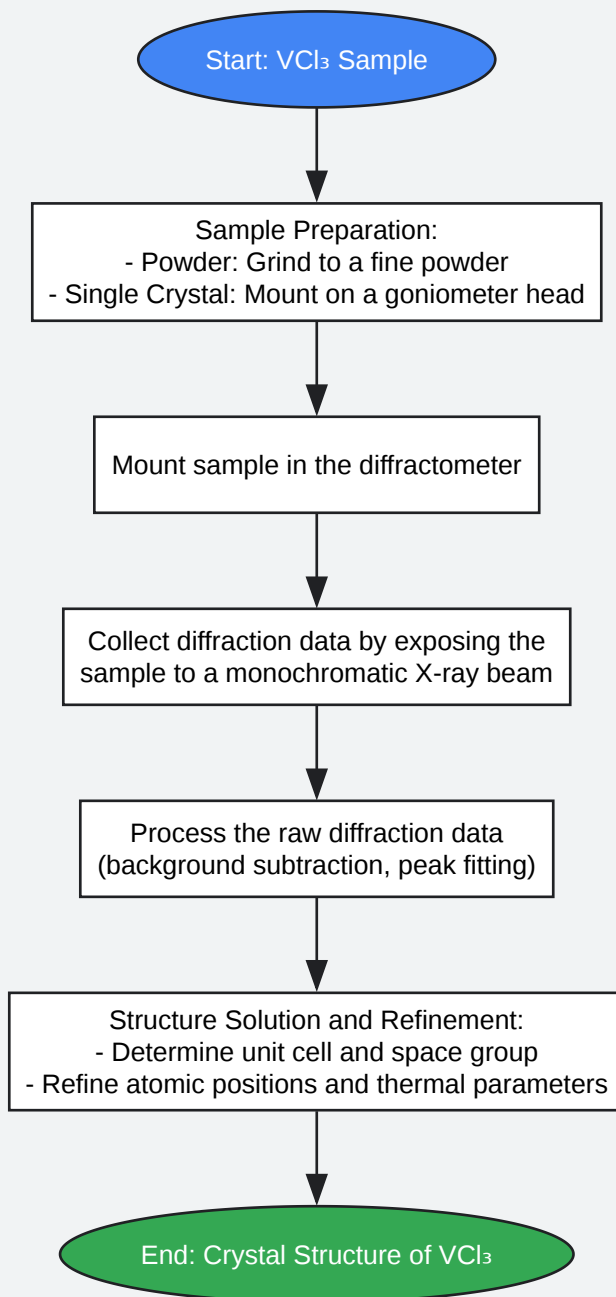 Start: VCl₃ Sample
Sample Preparation:
- Powder: Grind to a fine powder
- Single Crystal: Mount on a goniometer head
Mount sample in the diffractometer
Collect diffraction data by exposing the
sample to a monochromatic X-ray beam
Process the raw diffraction data
(background subtraction, peak fitting)
Structure Solution and Refinement:
- Determine unit cell and space group
- Refine atomic positions and thermal parameters
End: Crystal Structure of VCl₃